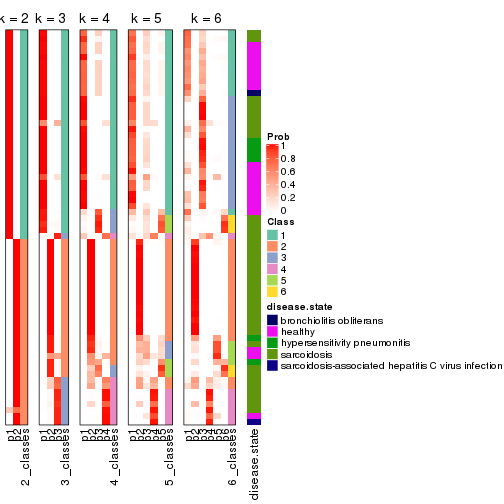 k = 2
k = 3
k = 4
k = 5
k = 6
Prob
1
0.8
0.6
0.4
0.2
0
Class
1
2
3
4
5
6
disease.state
bronchiolitis obliterans
healthy
hypersensitivity pneumonitis
sarcoidosis
sarcoidosis-associated hepatitis C virus infection
p1
p2
2_classes
p1
p2
p3
3_classes
p1
p2
p3
p4
4_classes
p1
p2
p3
p4
p5
5_classes
p1
p2
p3
p4
p5
p6
6_classes
disease.state